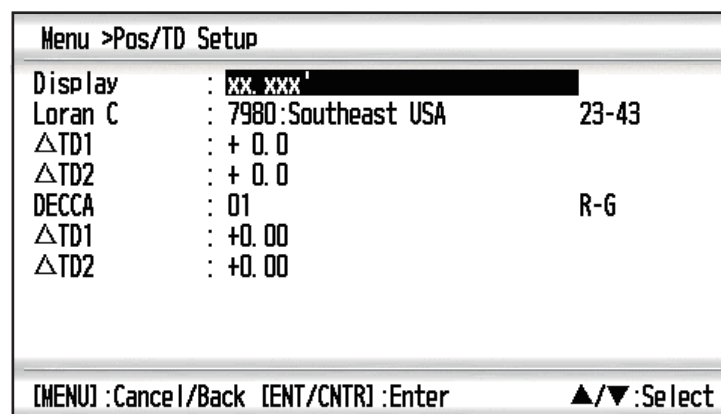 Menu >Pos/TD Setup
Display : xx.xxx'
Loran C : 7980:Southeast USA 23-43
△TD1 : + 0.0
△TD2 : + 0.0
DECCA : 01 R-G
△TD1 : +0.00
△TD2 : +0.00
[MENU]:Cancel/Back [ENT/CNTR]:Enter ▲/▼:Select